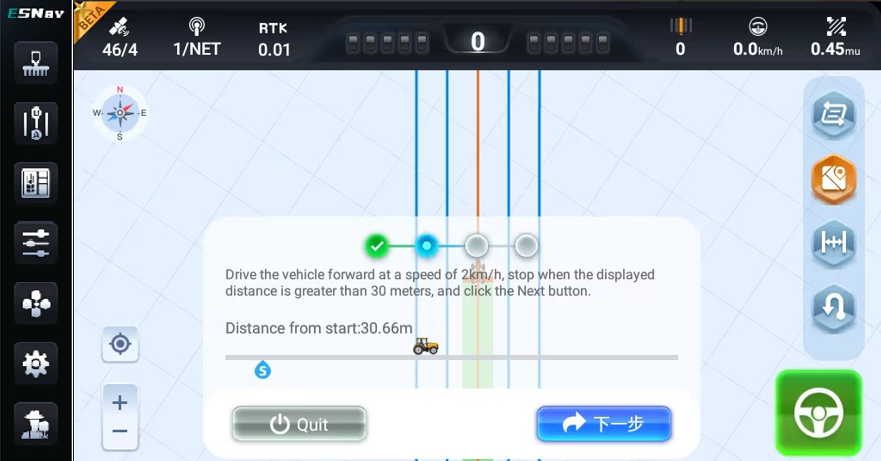 ESNav
BETA
46/4
1/NET
RTK
0.01
0
0
0.0km/h
0.45mu
N
W
E
S
U
A
Drive the vehicle forward at a speed of 2km/h, stop when the displayed
distance is greater than 30 meters, and click the Next button.
Distance from start:30.66m
S
Quit
下一步